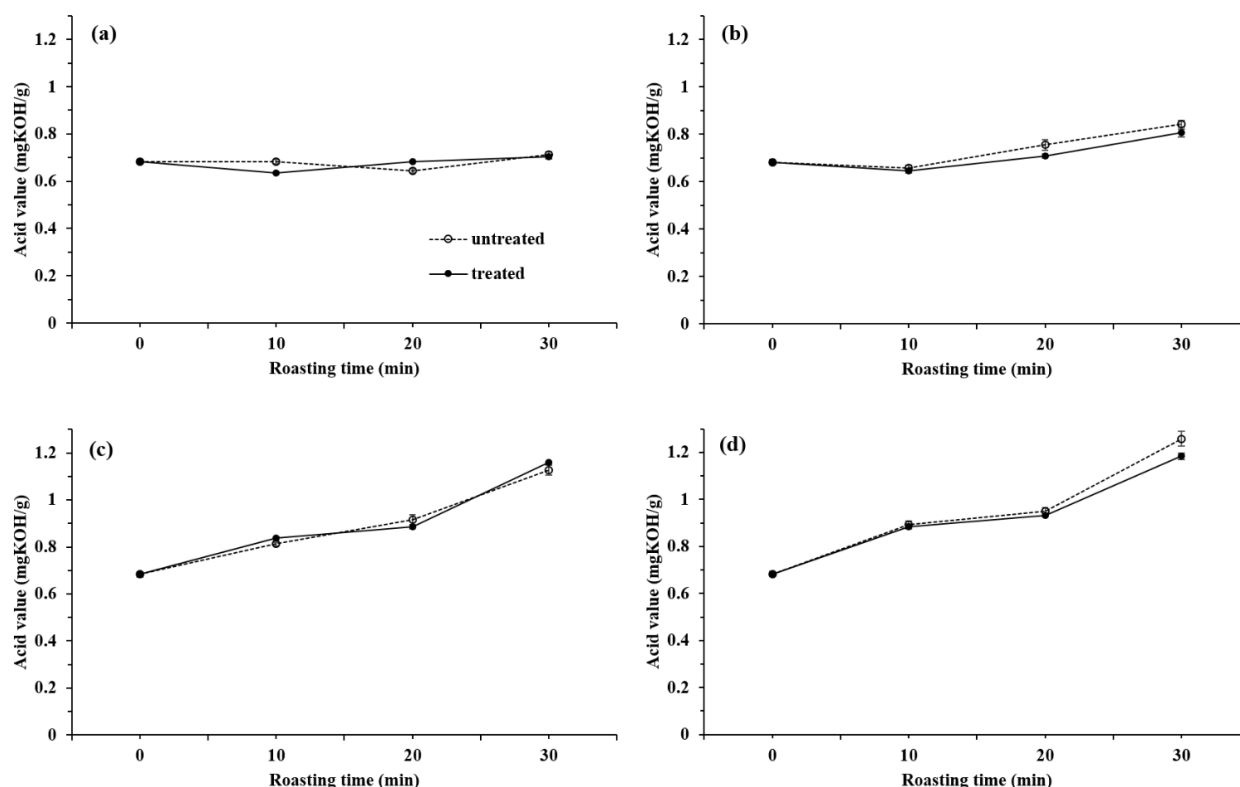 (a)
1.2
1
0.8
0.6
0.4
0.2
0
Acid value (mgKOH/g)
untreated
treated
0 10 20 30
Roasting time (min)
(b)
1.2
1
0.8
0.6
0.4
0.2
0
Acid value (mgKOH/g)
0 10 20 30
Roasting time (min)
(c)
1.2
1
0.8
0.6
0.4
0.2
0
Acid value (mgKOH/g)
0 10 20 30
Roasting time (min)
(d)
1.2
1
0.8
0.6
0.4
0.2
0
Acid value (mgKOH/g)
0 10 20 30
Roasting time (min)